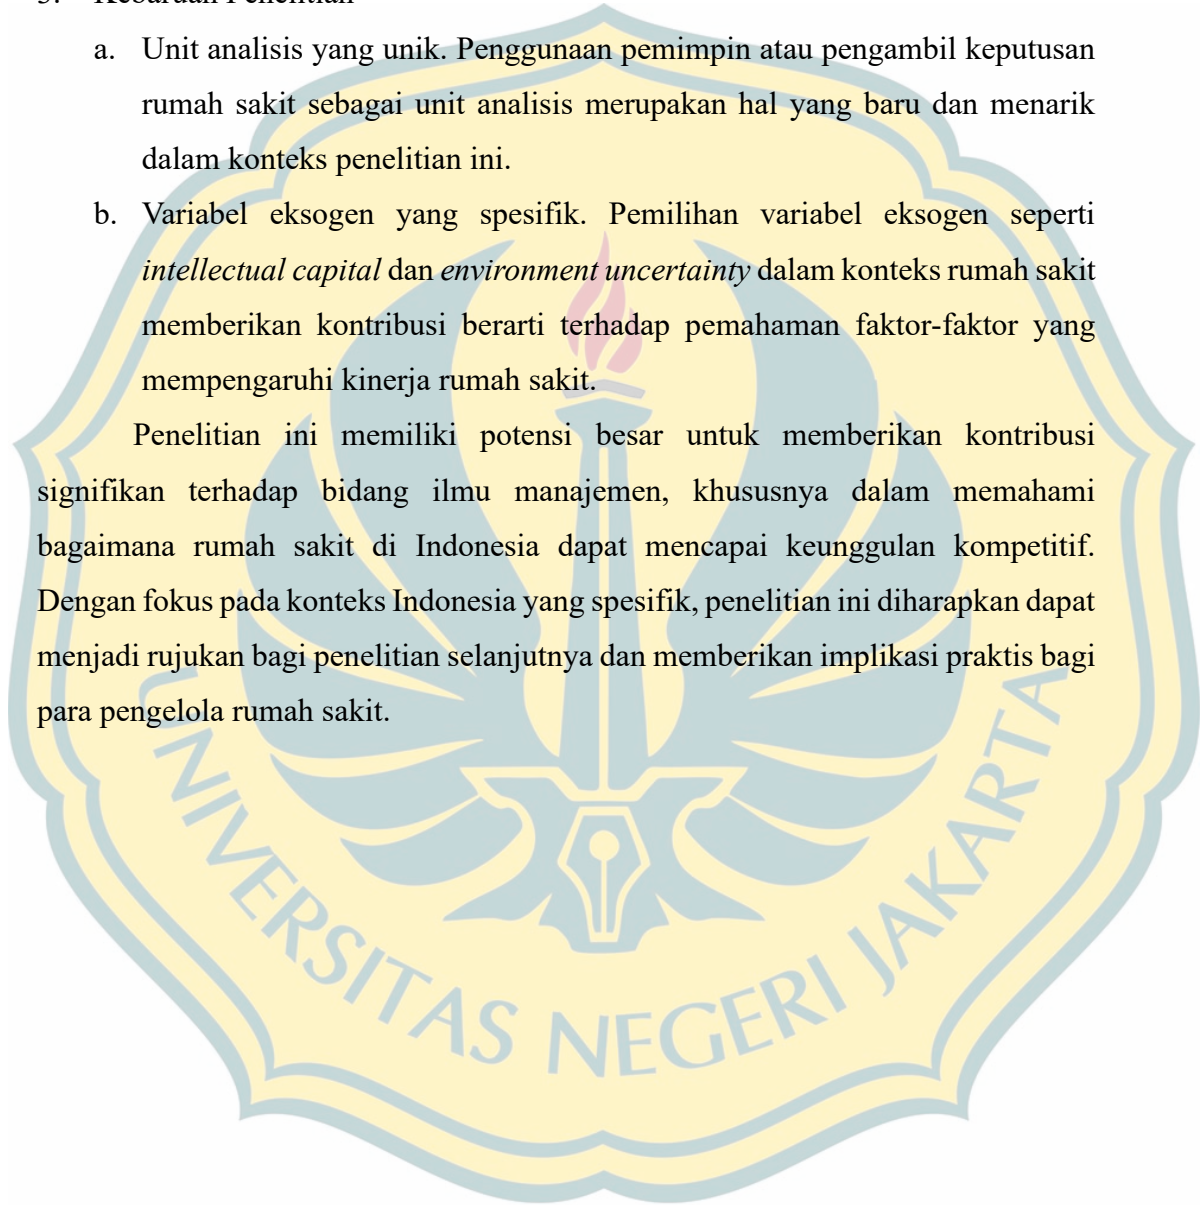 Kebaruan Penelitian
a. Unit analisis yang unik. Penggunaan pemimpin atau pengambil keputusan
rumah sakit sebagai unit analisis merupakan hal yang baru dan menarik
dalam konteks penelitian ini.
b. Variabel eksogen yang spesifik. Pemilihan variabel eksogen seperti
intellectual capital dan environment uncertainty dalam konteks rumah sakit
memberikan kontribusi berarti terhadap pemahaman faktor-faktor yang
mempengaruhi kinerja rumah sakit.
Penelitian ini memiliki potensi besar untuk memberikan kontribusi
signifikan terhadap bidang ilmu manajemen, khususnya dalam memahami
bagaimana rumah sakit di Indonesia dapat mencapai keunggulan kompetitif.
Dengan fokus pada konteks Indonesia yang spesifik, penelitian ini diharapkan dapat
menjadi rujukan bagi penelitian selanjutnya dan memberikan implikasi praktis bagi
para pengelola rumah sakit.
UNIVERSITAS NEGERI JAKARTA